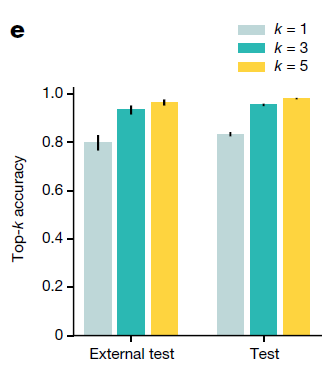 e
k = 1
k = 3
k = 5
Top-k accuracy
1.0
0.8
0.6
0.4
0.2
0
External test
Test